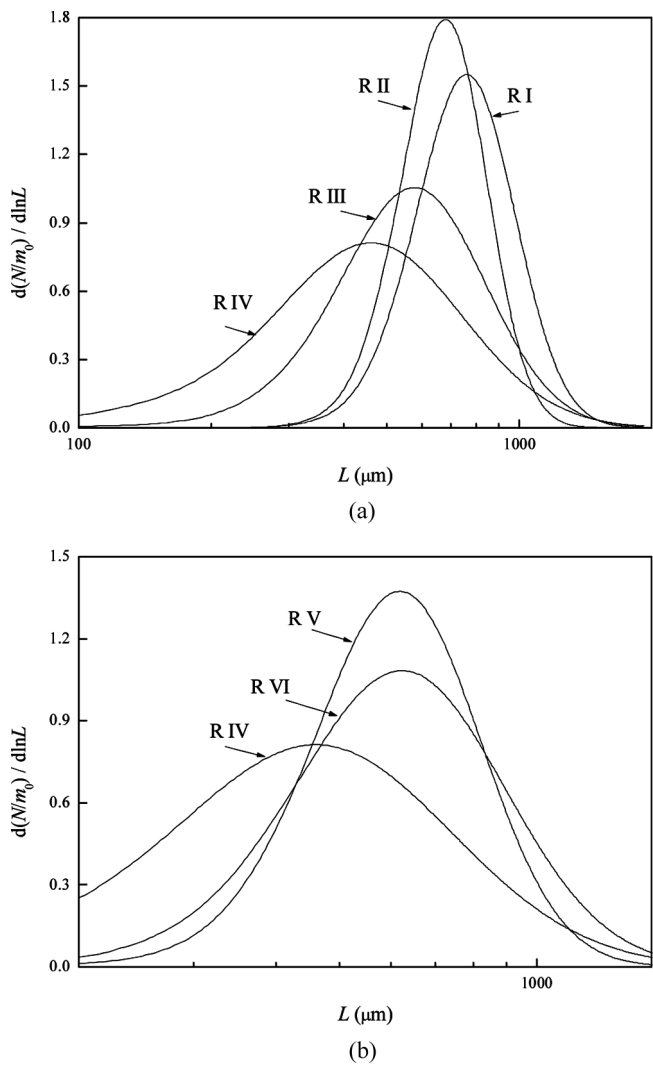 1.8
1.5
1.2
0.9
0.6
0.3
0.0
d(N/m₀) / dlnL
R II
R I
R III
R IV
100
1000
L (μm)
(a)
1.5
1.2
0.9
0.6
0.3
0.0
d(N/m₀) / dlnL
R V
R VI
R IV
1000
L (μm)
(b)